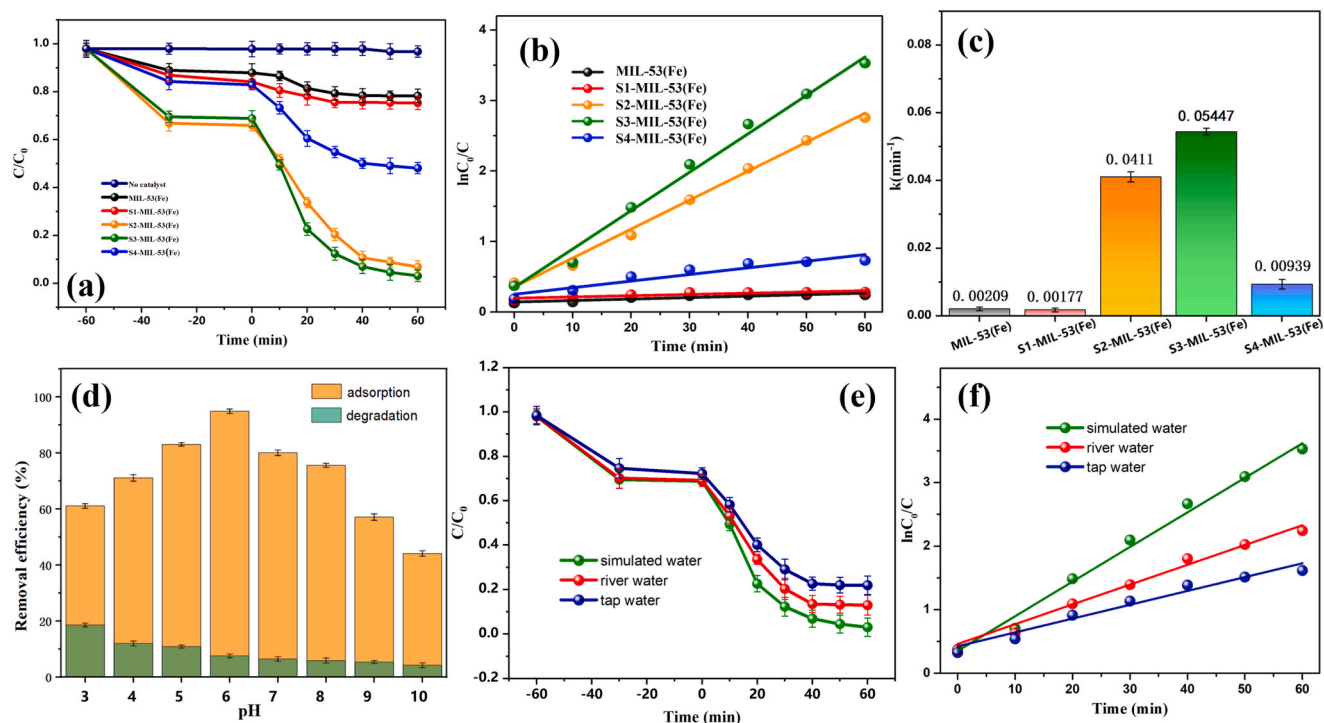 (a)
C/C0
1.0
0.8
0.6
0.4
0.2
0.0
No catalyst
MIL-53(Fe)
S1-MIL-53(Fe)
S2-MIL-53(Fe)
S3-MIL-53(Fe)
S4-MIL-53(Fe)
-60 -40 -20 0 20 40 60
Time (min)
(b)
lnC0/C
4
3
2
1
0
MIL-53(Fe)
S1-MIL-53(Fe)
S2-MIL-53(Fe)
S3-MIL-53(Fe)
S4-MIL-53(Fe)
0 10 20 30 40 50 60
Time (min)
(c)
k(min-1)
0.08
0.06
0.04
0.02
0.00
0.00209
0.00177
0.0411
0.05447
0.00939
MIL-53(Fe)
S1-MIL-53(Fe)
S2-MIL-53(Fe)
S3-MIL-53(Fe)
S4-MIL-53(Fe)
(d)
adsorption
degradation
Removal efficiency (%)
100
80
60
40
20
0
3 4 5 6 7 8 9 10
pH
(e)
C/C0
1.2
1.0
0.8
0.6
0.4
0.2
0.0
-0.2
simulated water
river water
tap water
-60 -40 -20 0 20 40 60
Time (min)
(f)
simulated water
river water
tap water
lnC0/C
4
3
2
1
0
0 10 20 30 40 50 60
Time (min)